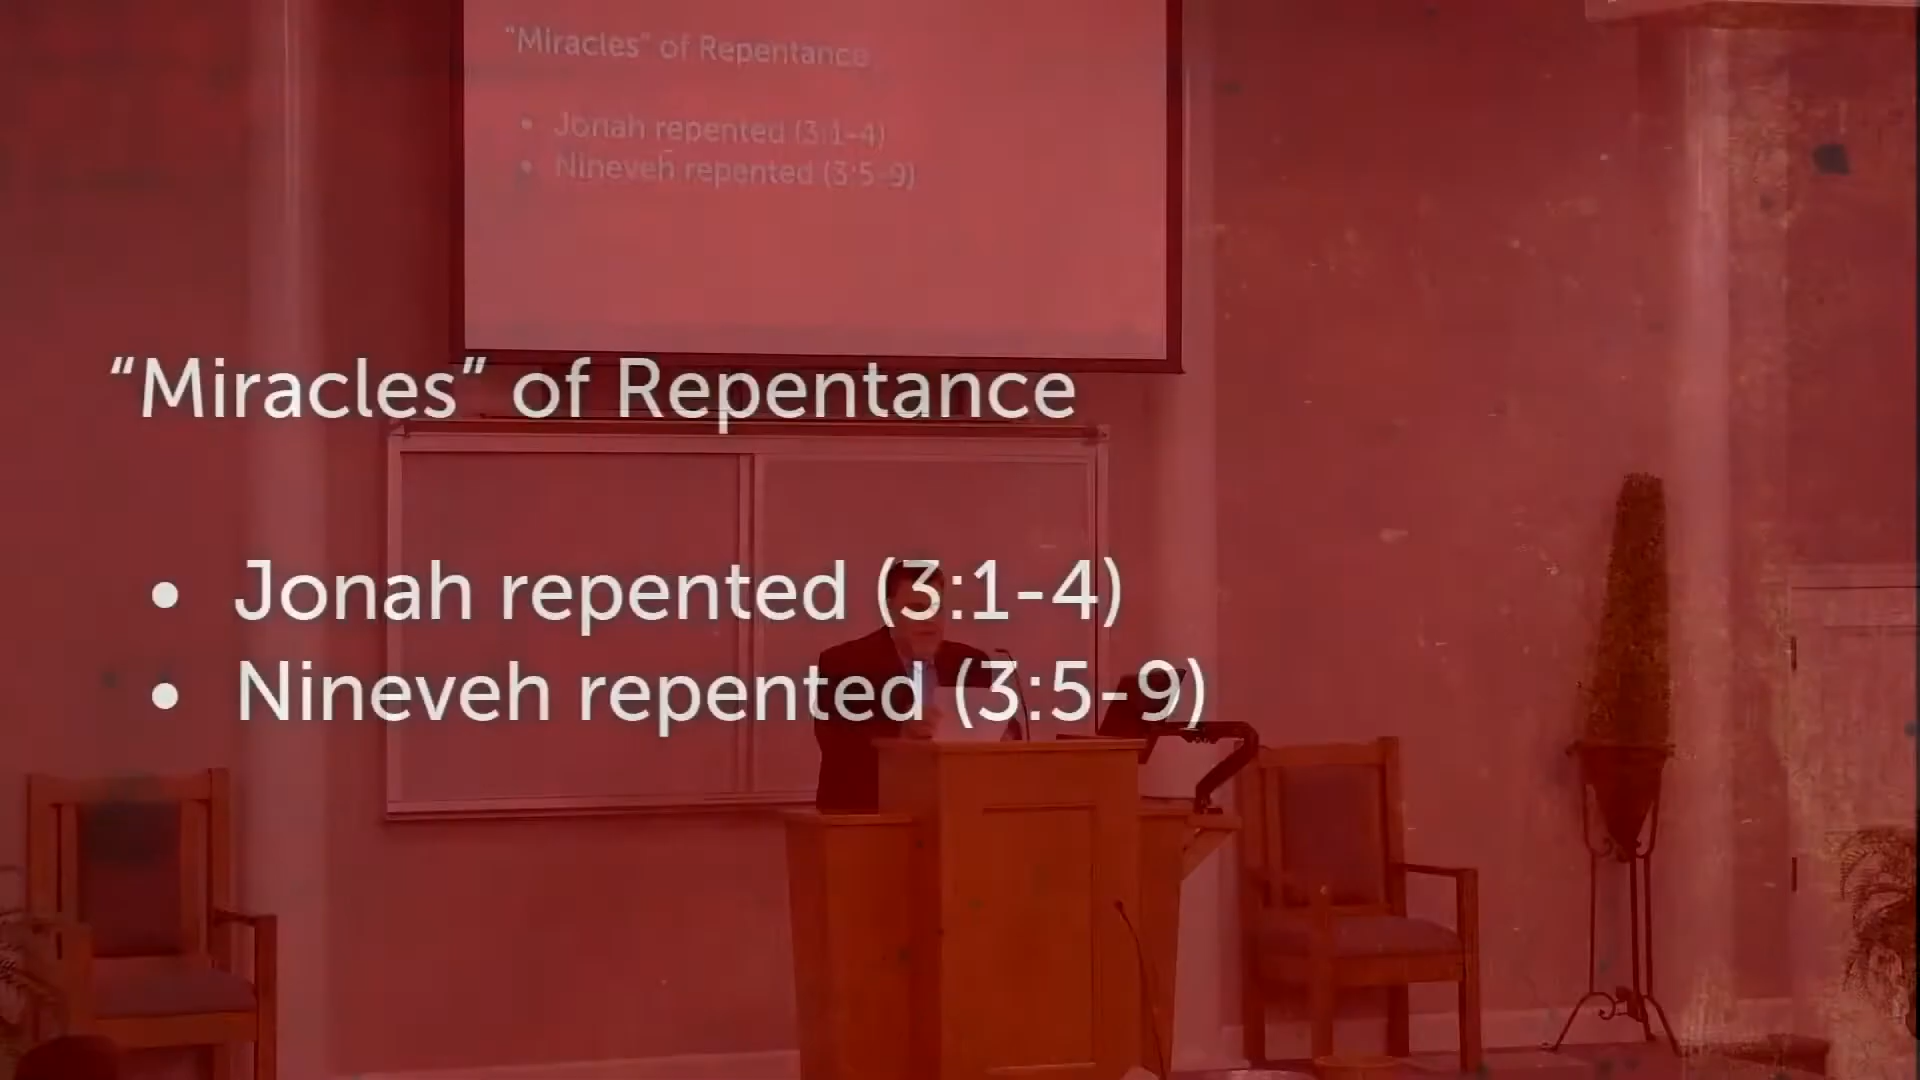 “Miracles” of Repentance
• Jonah repented (3:1-4)
• Nineveh repented (3:5-9)
“Miracles” of Repentance
• Jonah repented (3:1-4)
• Nineveh repented (3:5-9)